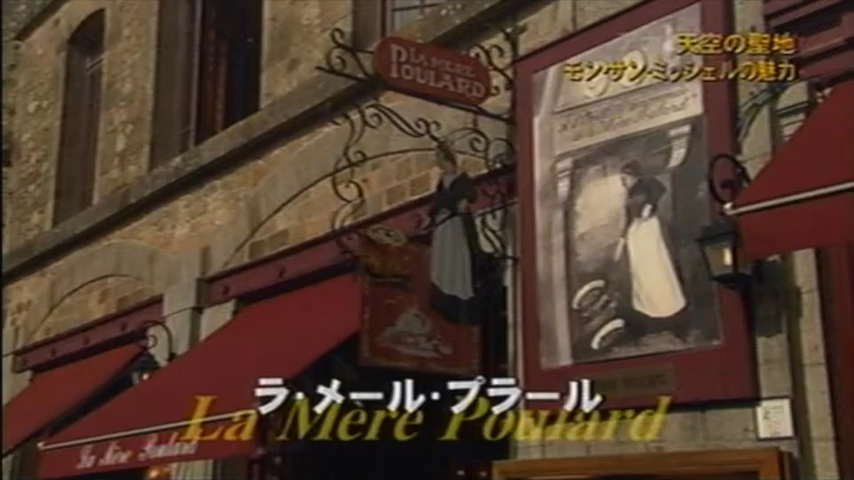 天空の聖地
モン・サン・ミッシェルの魅力
LA MÈRE
POULARD
ラ・メール・プラール
La Mère Poulard
La Mère Poulard